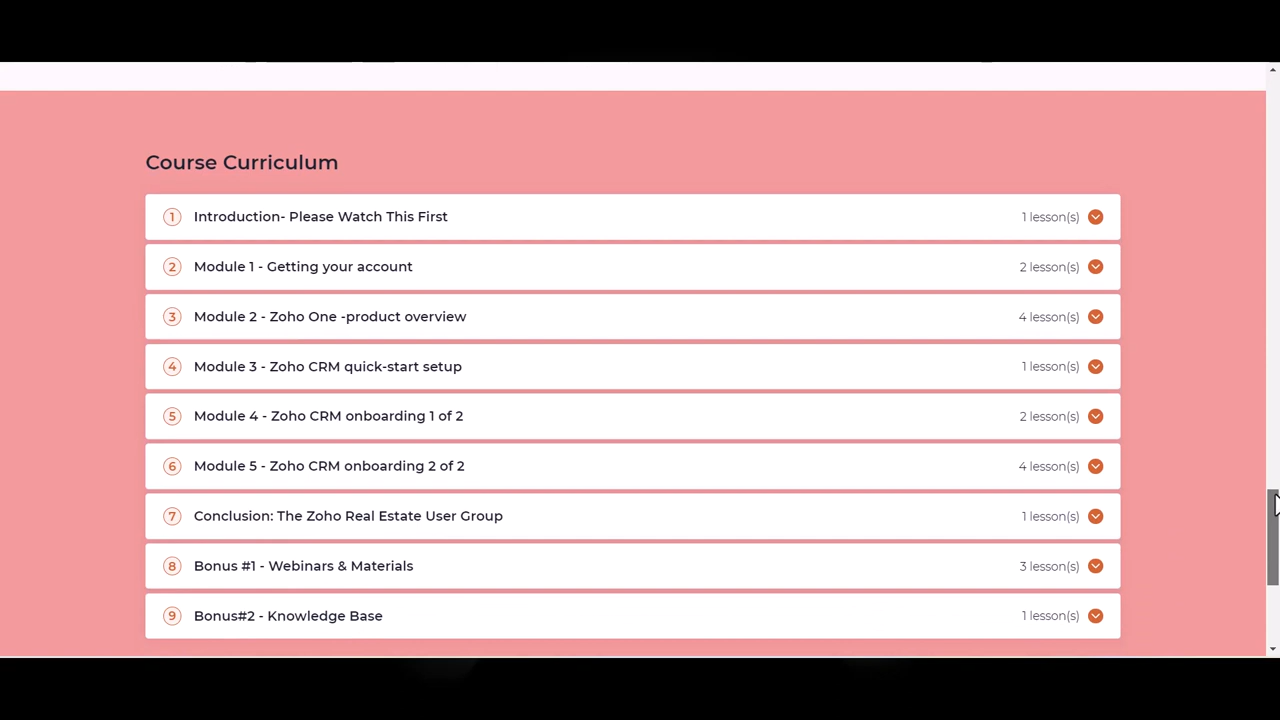 Course Curriculum
1 Introduction- Please Watch This First 1 lesson(s)
2 Module 1 - Getting your account 2 lesson(s)
3 Module 2 - Zoho One -product overview 4 lesson(s)
4 Module 3 - Zoho CRM quick-start setup 1 lesson(s)
5 Module 4 - Zoho CRM onboarding 1 of 2 2 lesson(s)
6 Module 5 - Zoho CRM onboarding 2 of 2 4 lesson(s)
7 Conclusion: The Zoho Real Estate User Group 1 lesson(s)
8 Bonus #1 - Webinars & Materials 3 lesson(s)
9 Bonus#2 - Knowledge Base 1 lesson(s)